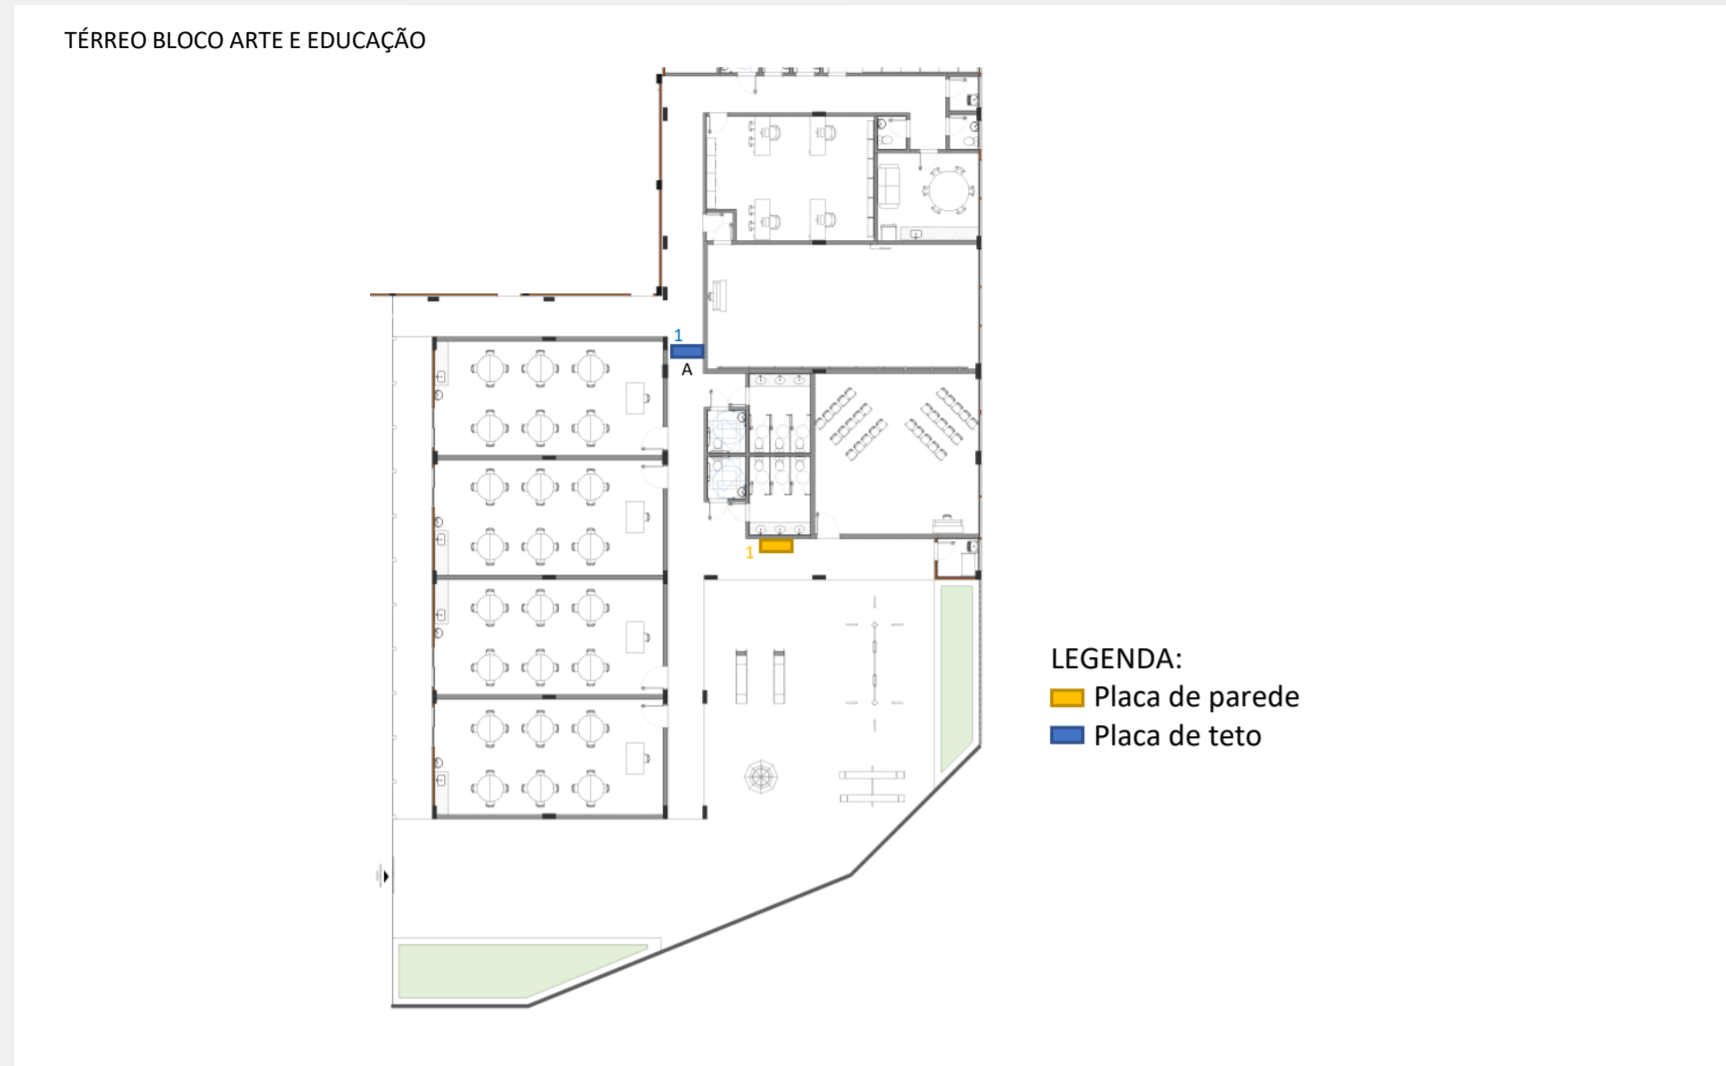 TÉRREO BLOCO ARTE E EDUCAÇÃO
1
A
1
LEGENDA:
Placa de parede
Placa de teto